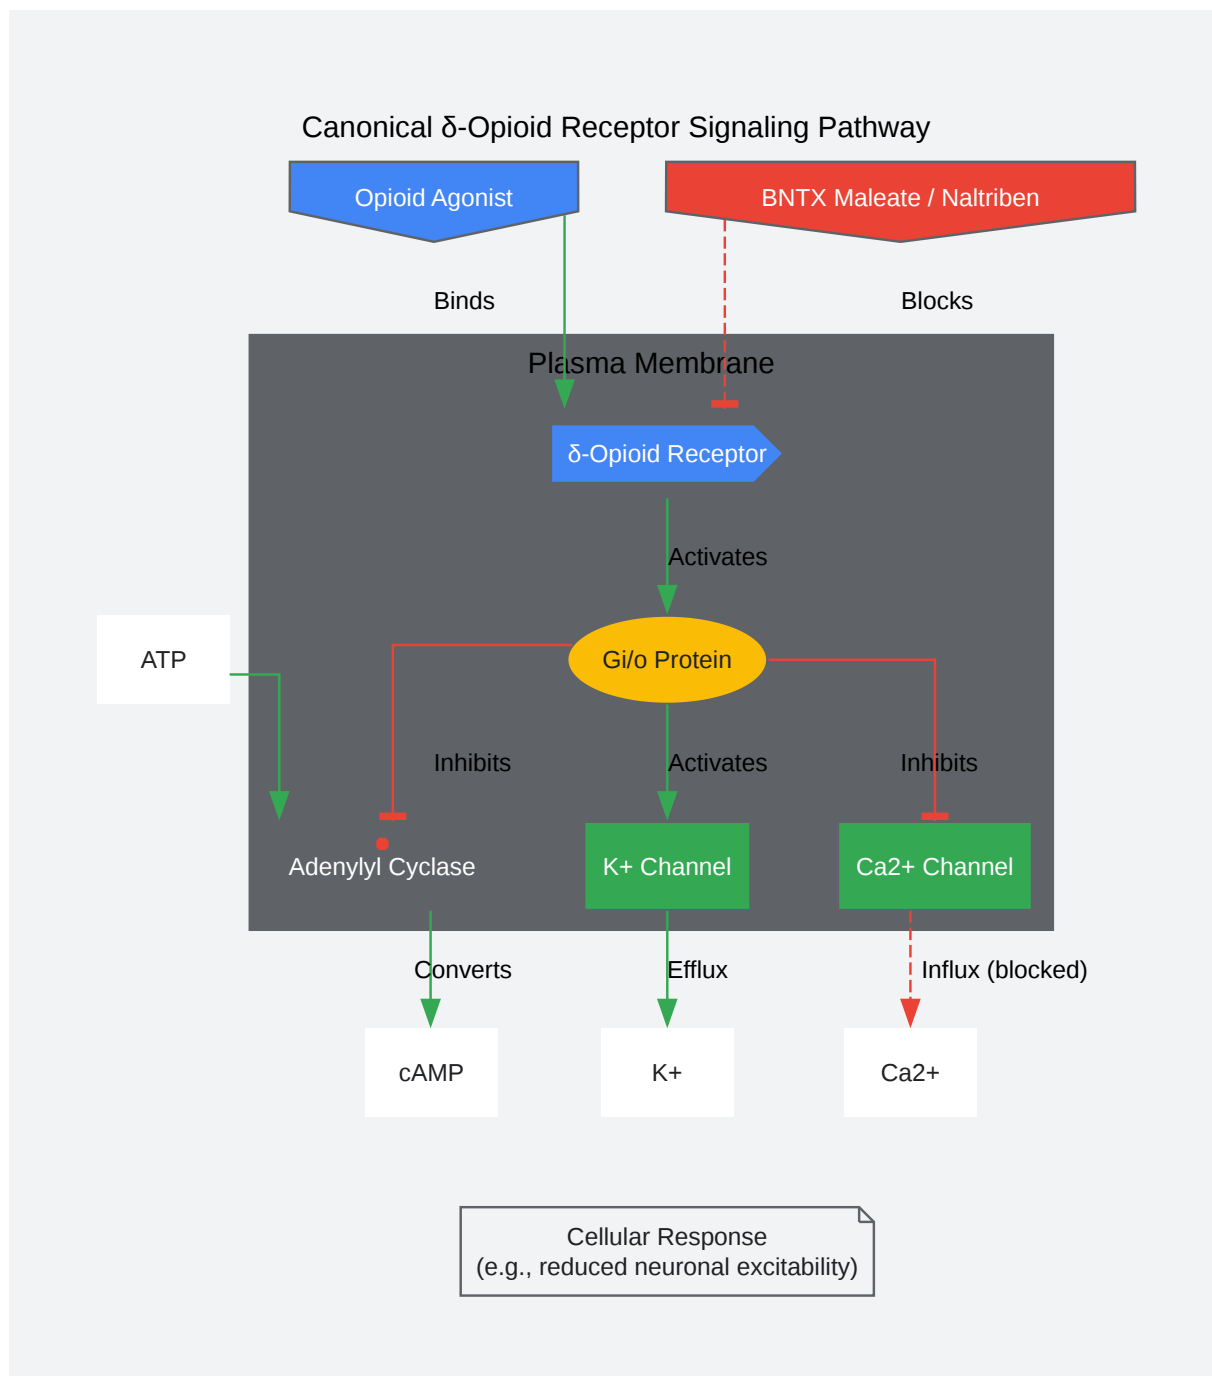 Canonical δ-Opioid Receptor Signaling Pathway
Opioid Agonist
BNTX Maleate / Naltriben
Binds
Blocks
Plasma Membrane
δ-Opioid Receptor
Activates
ATP
Gi/o Protein
Inhibits
Activates
Inhibits
Adenylyl Cyclase
K+ Channel
Ca2+ Channel
Converts
Efflux
Influx (blocked)
cAMP
K+
Ca2+
Cellular Response
(e.g., reduced neuronal excitability)